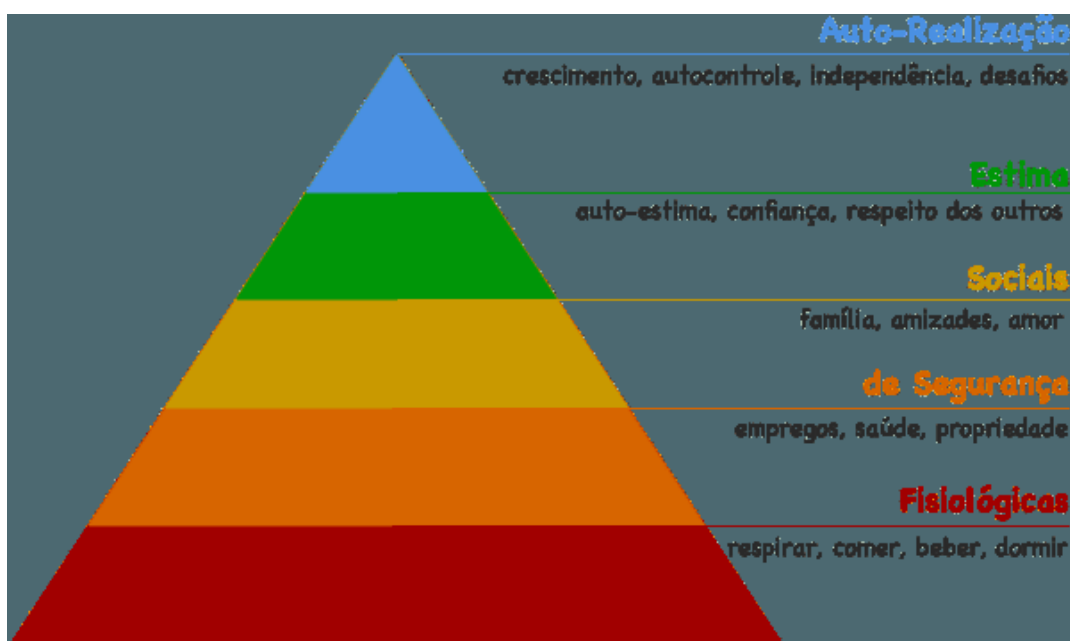 Auto-Realização
crescimento, autocontrole, independência, desafios
Estima
auto-estima, confiança, respeito dos outros
Sociais
família, amizades, amor
de Segurança
empregos, saúde, propriedade
Fisiológicas
respirar, comer, beber, dormir